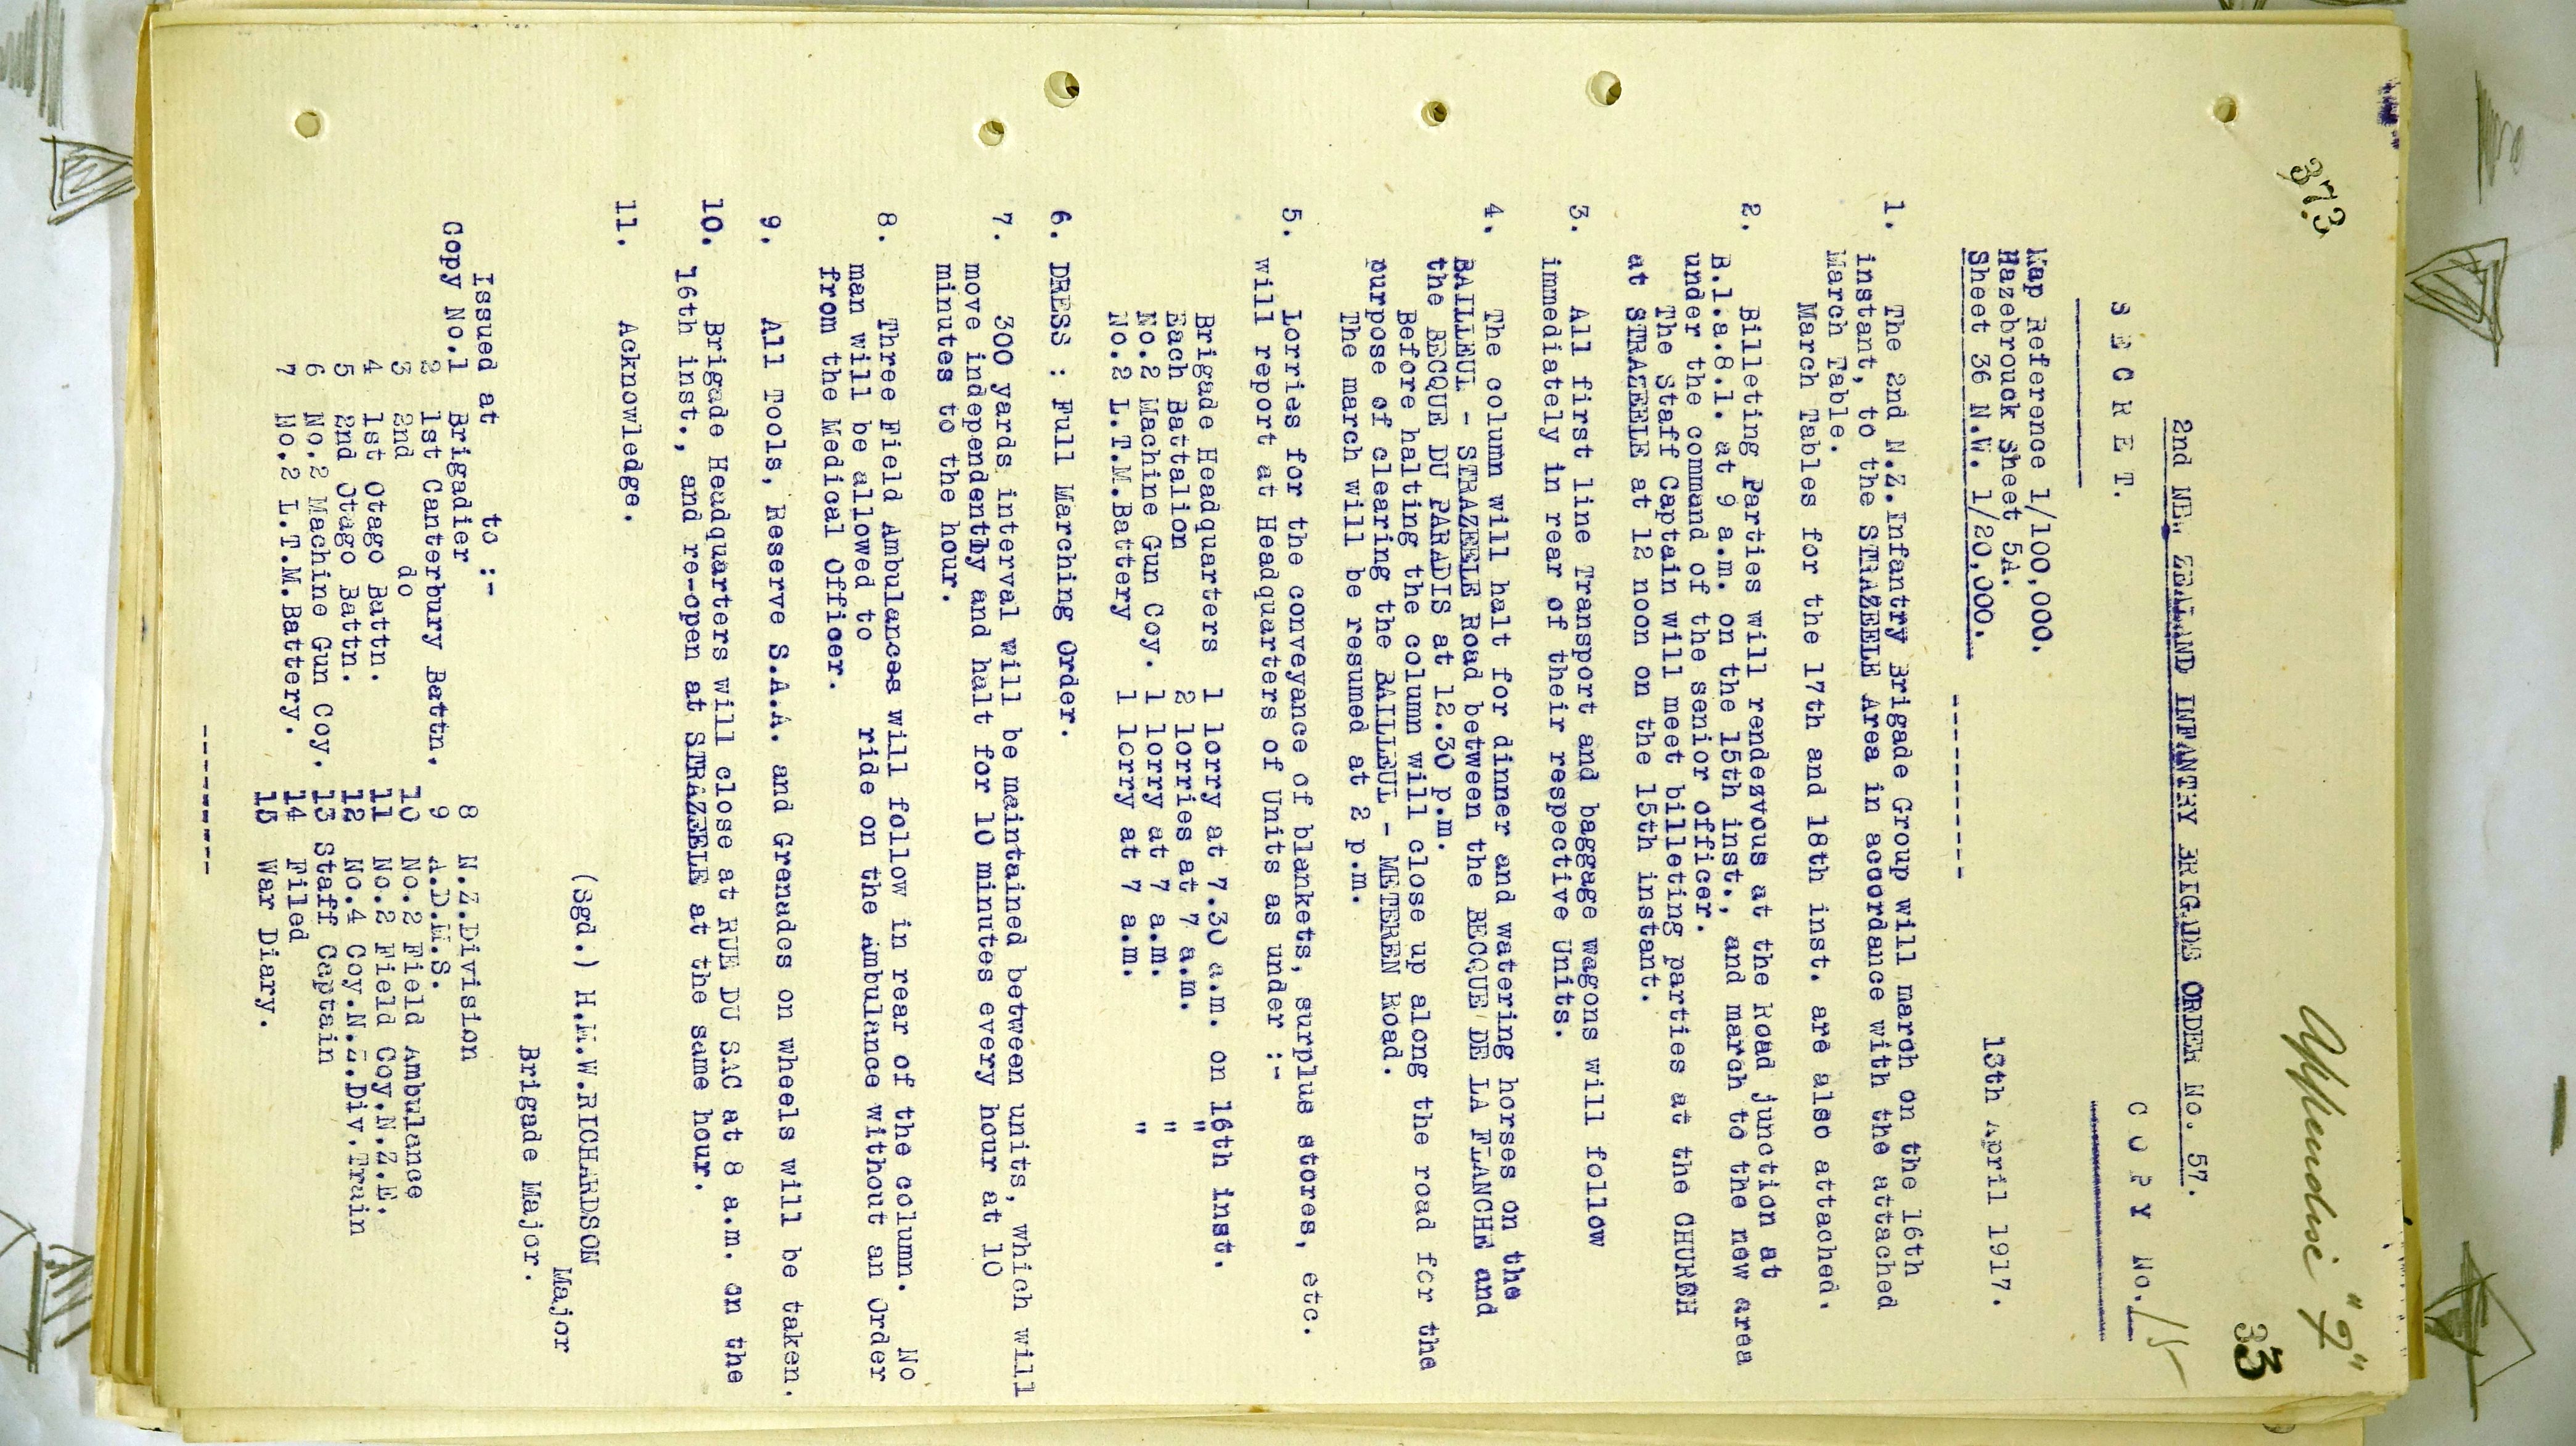 373
Appendix "F"
33
2nd NEW ZEALAND INFANTRY BRIGADE ORDER No. 57.
S E C R E T.
C O P Y No. 15
Map Reference 1/100,000.
Hazebrouck Sheet 5A.
Sheet 36 N.W. 1/20,000.
13th April 1917.
----------
1. The 2nd N.Z.Infantry Brigade Group will march on the 16th
instant, to the STRAZEELE Area in accordance with the attached
March Table.
March Tables for the 17th and 18th inst. are also attached.
2. Billeting Parties will rendezvous at the Road junction at
B.1.a.8.1. at 9 a.m. on the 15th inst., and march to the new area
under the command of the senior officer.
The Staff Captain will meet billeting parties at the CHURCH
at STRAZEELE at 12 noon on the 15th instant.
3. All first line Transport and baggage wagons will follow
immediately in rear of their respective Units.
4. The column will halt for dinner and watering horses on the
BAILLEUL - STRAZEELE Road between the BECQUE DE LA FLANCHE and
the BECQUE DU PARADIS at 12.30 p.m.
Before halting the column will close up along the road for the
purpose of clearing the BAILLEUL - METEREN Road.
The march will be resumed at 2 p.m.
5. Lorries for the conveyance of blankets, surplus stores, etc.
will report at Headquarters of Units as under :-
Brigade Headquarters 1 lorry at 7.30 a.m. on 16th inst.
Each Battalion 2 lorries at 7 a.m. "
No.2 Machine Gun Coy. 1 lorry at 7 a.m. "
No.2 L.T.M.Battery 1 lorry at 7 a.m. "
6. DRESS : Full Marching Order.
7. 300 yards interval will be maintained between units, which will
move independently and halt for 10 minutes every hour at 10
minutes to the hour.
8. Three Field Ambulances will follow in rear of the column. No
man will be allowed to ride on the Ambulance without an Order
from the Medical Officer.
9. All Tools, Reserve S.A.A. and Grenades on wheels will be taken.
10. Brigade Headquarters will close at RUE DU SAC at 8 a.m. on the
16th inst., and re-open at STRAZEELE at the same hour.
11. Acknowledge.
(Sgd.) H.M.W.RICHARDSON
Major
Brigade Major.
Issued at to :-
Copy No.1 Brigadier
2 1st Canterbury Battn.
3 2nd do
4 1st Otago Battn.
5 2nd Otago Battn.
6 No.2 Machine Gun Coy.
7 No.2 L.T.M.Battery.
8 N.Z.Division
9 A.D.M.S.
10 No.2 Field Ambulance
11 No.2 Field Coy.N.Z.E.
12 No.4 Coy.N.Z.Div.Train
13 Staff Captain
14 Filed
15 War Diary.
----------